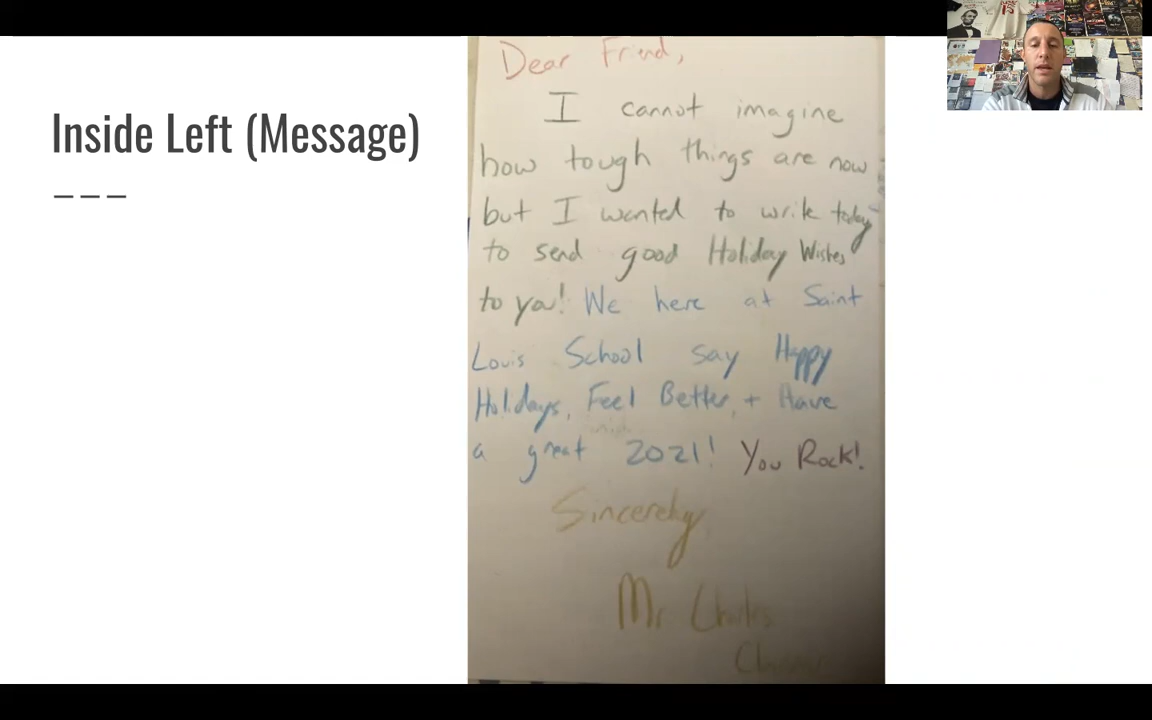 Inside Left (Message)
Dear Friend,
I cannot imagine
how tough things are now
but I wanted to write today
to send good Holiday Wishes
to you! We here at Saint
Louis School say Happy
Holidays, Feel Better, + Have
a great 2021! You Rock!
Sincerely
Mr. Charles